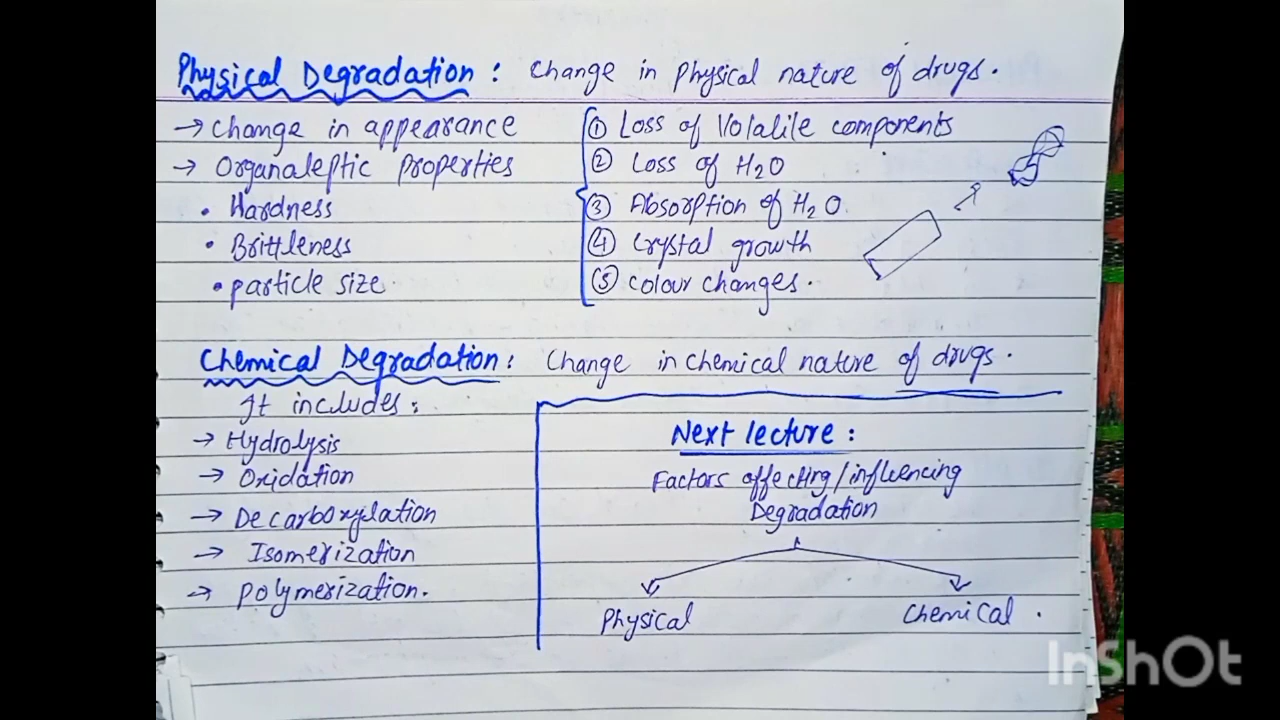 Physical Degradation : Change in Physical nature of drugs.
→ Change in appearance
→ Organaleptic properties
• Hardness
• Brittleness
• particle size
① Loss of Volatile components
② Loss of H2O
③ Absorption of H2O
④ Crystal growth
⑤ Colour changes.
Chemical Degradation : Change in chemical nature of drugs.
It includes :
→ Hydrolysis
→ Oxidation
→ Decarboxylation
→ Isomerization
→ Polymerization.
Next lecture :
Factors affecting/influencing
Degradation
Physical
Chemical .
InShOt